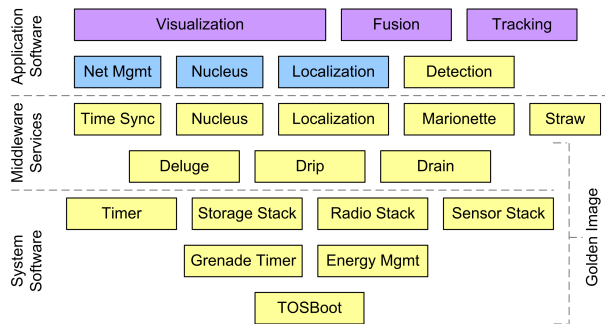 Application
Software
Visualization
Fusion
Tracking
Net Mgmt
Nucleus
Localization
Detection
Middleware
Services
Time Sync
Nucleus
Localization
Marionette
Straw
Deluge
Drip
Drain
System
Software
Timer
Storage Stack
Radio Stack
Sensor Stack
Grenade Timer
Energy Mgmt
TOSBoot
Golden Image